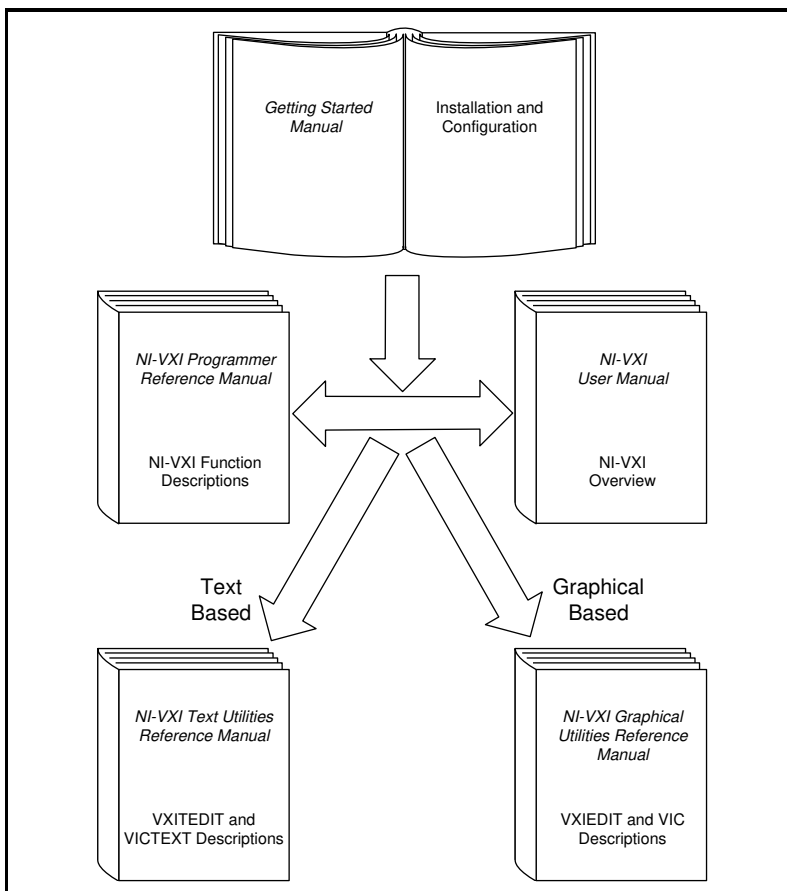 Getting Started
Manual
Installation and
Configuration
NI-VXI Programmer
Reference Manual
NI-VXI Function
Descriptions
NI-VXI
User Manual
NI-VXI
Overview
Text
Based
Graphical
Based
NI-VXI Text Utilities
Reference Manual
VXITEDIT and
VICTEXT Descriptions
NI-VXI Graphical
Utilities Reference
Manual
VXIEDIT and VIC
Descriptions